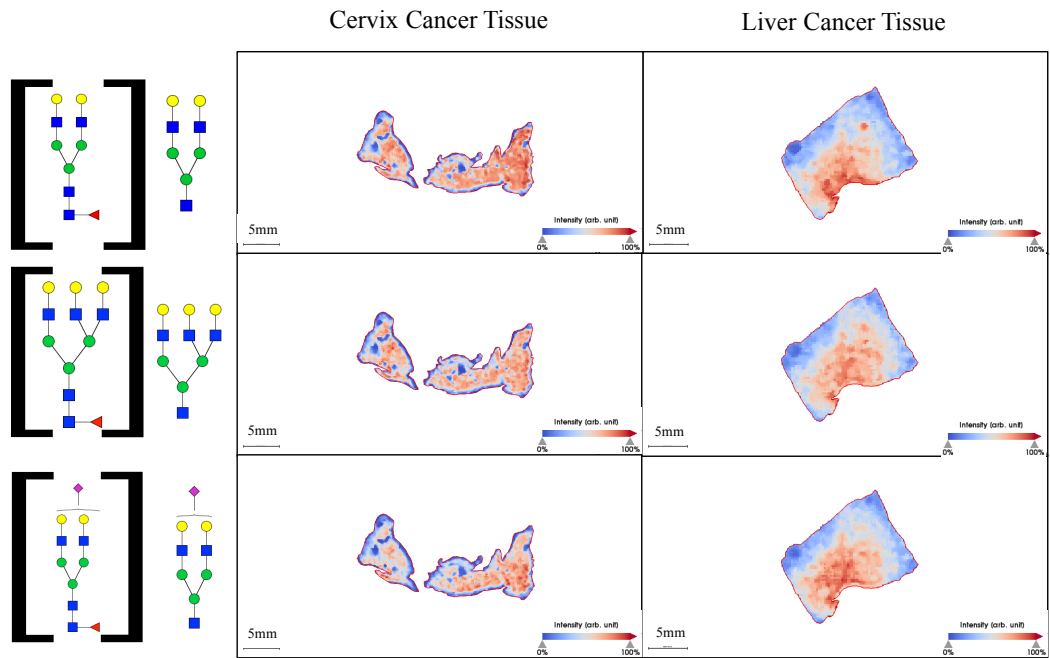 Cervix Cancer Tissue
Liver Cancer Tissue
5mm
Intensity (arb. unit)
0%
100%
5mm
Intensity (arb. unit)
0%
100%
5mm
Intensity (arb. unit)
0%
100%
5mm
Intensity (arb. unit)
0%
100%
5mm
Intensity (arb. unit)
0%
100%
5mm
Intensity (arb. unit)
0%
100%